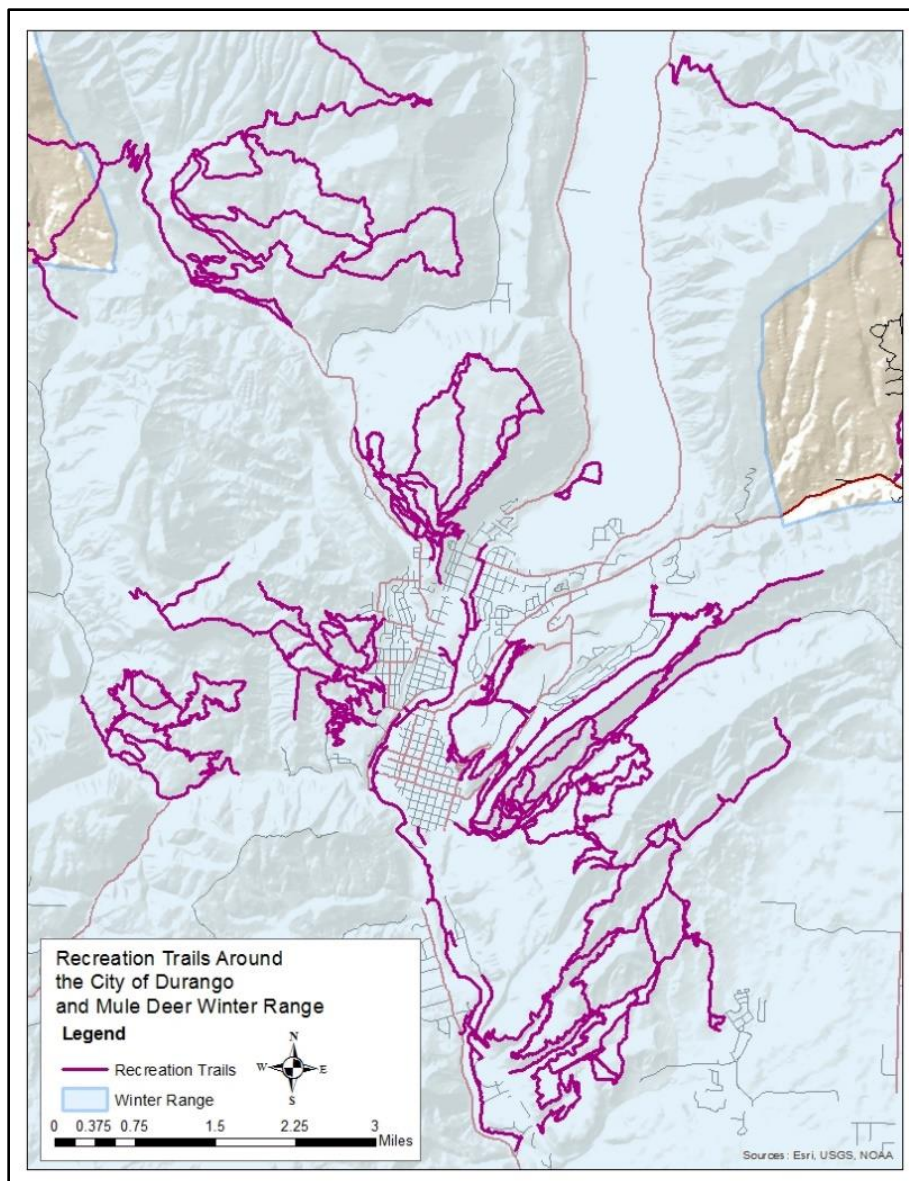 Recreation Trails Around
the City of Durango
and Mule Deer Winter Range
Legend
N
W E
S
Recreation Trails
Winter Range
0 0.375 0.75 1.5 2.25 3
Miles
Sources: Esri, USGS, NOAA